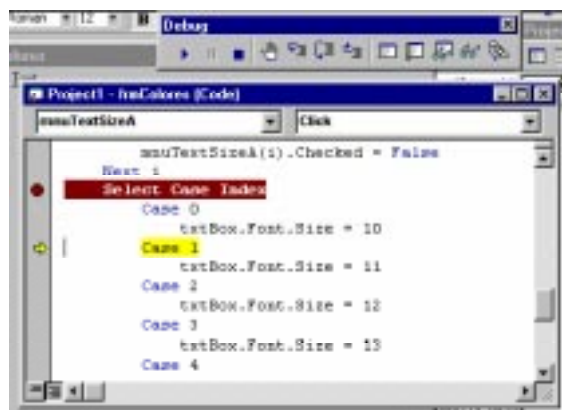 12
B
Debug
Project1 - frmColores (Code)
mnuTextSizeA
Click
mnuTextSizeA(i).Checked = False
Next i
Select Case Index
Case 0
txtBox.Font.Size = 10
Case 1
txtBox.Font.Size = 11
Case 2
txtBox.Font.Size = 12
Case 3
txtBox.Font.Size = 13
Case 4